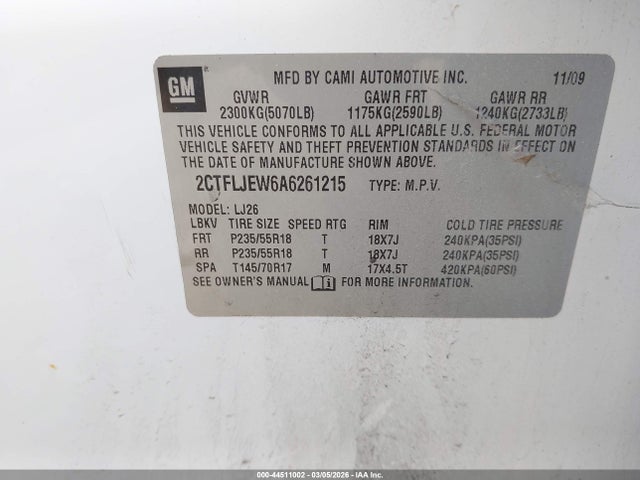 GM
MFD BY CAMI AUTOMOTIVE INC. 11/09
GVWR GAWR FRT GAWR RR
2300KG(5070LB) 1175KG(2590LB) 1240KG(2733LB)
THIS VEHICLE CONFORMS TO ALL APPLICABLE U.S. FEDERAL MOTOR
VEHICLE SAFETY AND THEFT PREVENTION STANDARDS IN EFFECT ON
THE DATE OF MANUFACTURE SHOWN ABOVE.
2CTFLJEW6A6261215 TYPE: M.P.V.
MODEL: LJ26
LBKV TIRE SIZE SPEED RTG RIM COLD TIRE PRESSURE
FRT P235/55R18 T 18X7J 240KPA(35PSI)
RR P235/55R18 T 18X7J 240KPA(35PSI)
SPA T145/70R17 M 17X4.5T 420KPA(60PSI)
SEE OWNER'S MANUAL FOR MORE INFORMATION.
000-44511002 - 03/05/2026 - IAA Inc.